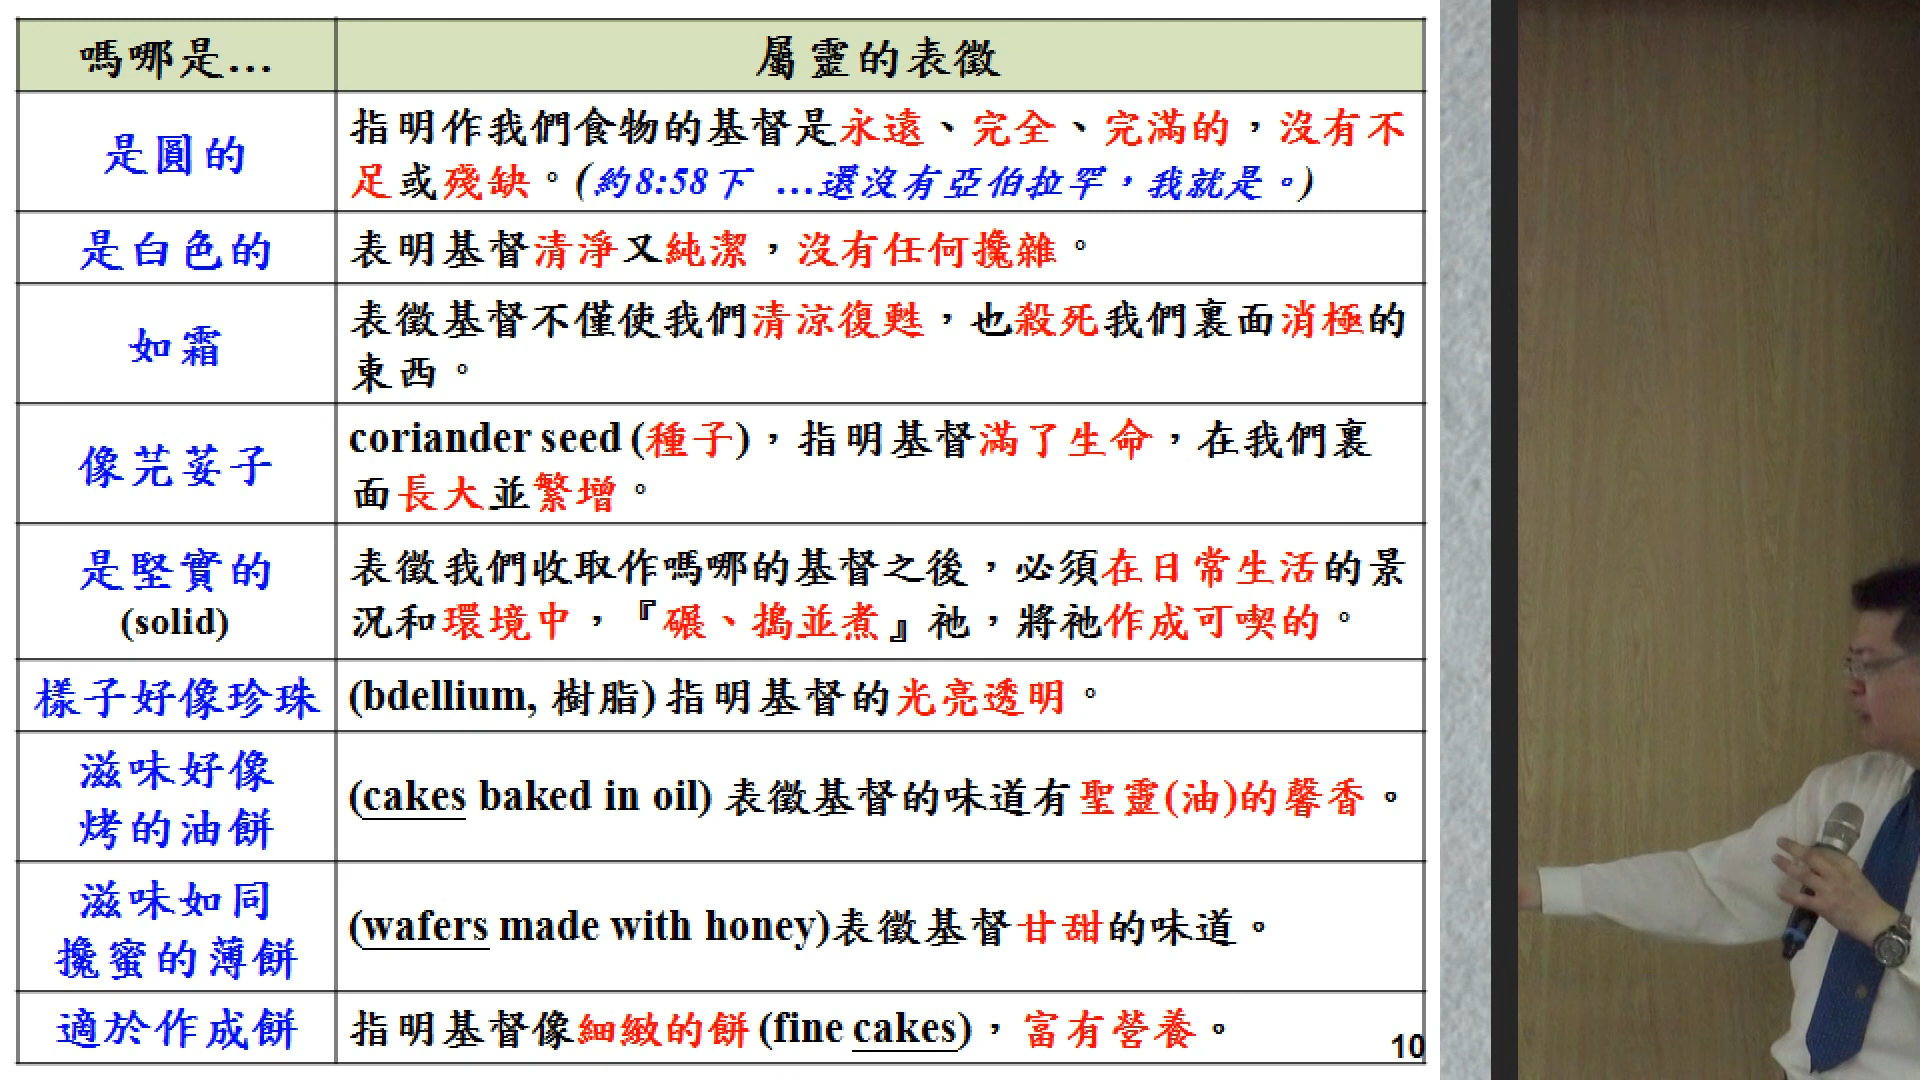 嗎哪是…
屬靈的表徵
是圓的
指明作我們食物的基督是永遠、完全、完滿的，沒有不
足或殘缺。(約8:58下 …還沒有亞伯拉罕，我就是。)
是白色的
表明基督清淨又純潔，沒有任何攙雜。
如霜
表徵基督不僅使我們清涼復甦，也殺死我們裏面消極的
東西。
像芫荽子
coriander seed (種子)，指明基督滿了生命，在我們裏
面長大並繁增。
是堅實的
(solid)
表徵我們收取作嗎哪的基督之後，必須在日常生活的景
況和環境中，『碾、搗並煮』祂，將祂作成可喫的。
樣子好像珍珠
(bdellium, 樹脂) 指明基督的光亮透明。
滋味好像
烤的油餅
(cakes baked in oil) 表徵基督的味道有聖靈(油)的馨香。
滋味如同
攙蜜的薄餅
(wafers made with honey)表徵基督甘甜的味道。
適於作成餅
指明基督像細緻的餅(fine cakes)，富有營養。
10